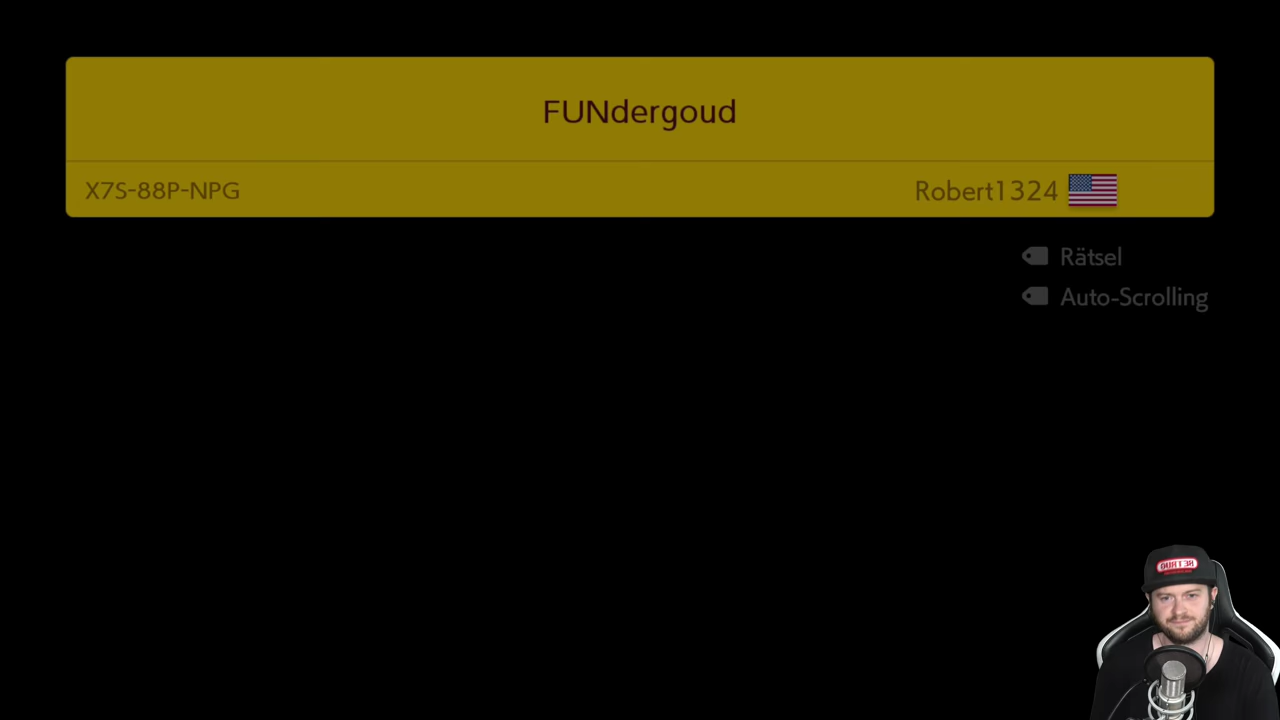 FUNdergoud
X7S-88P-NPG
Robert1324
Rätsel
Auto-Scrolling